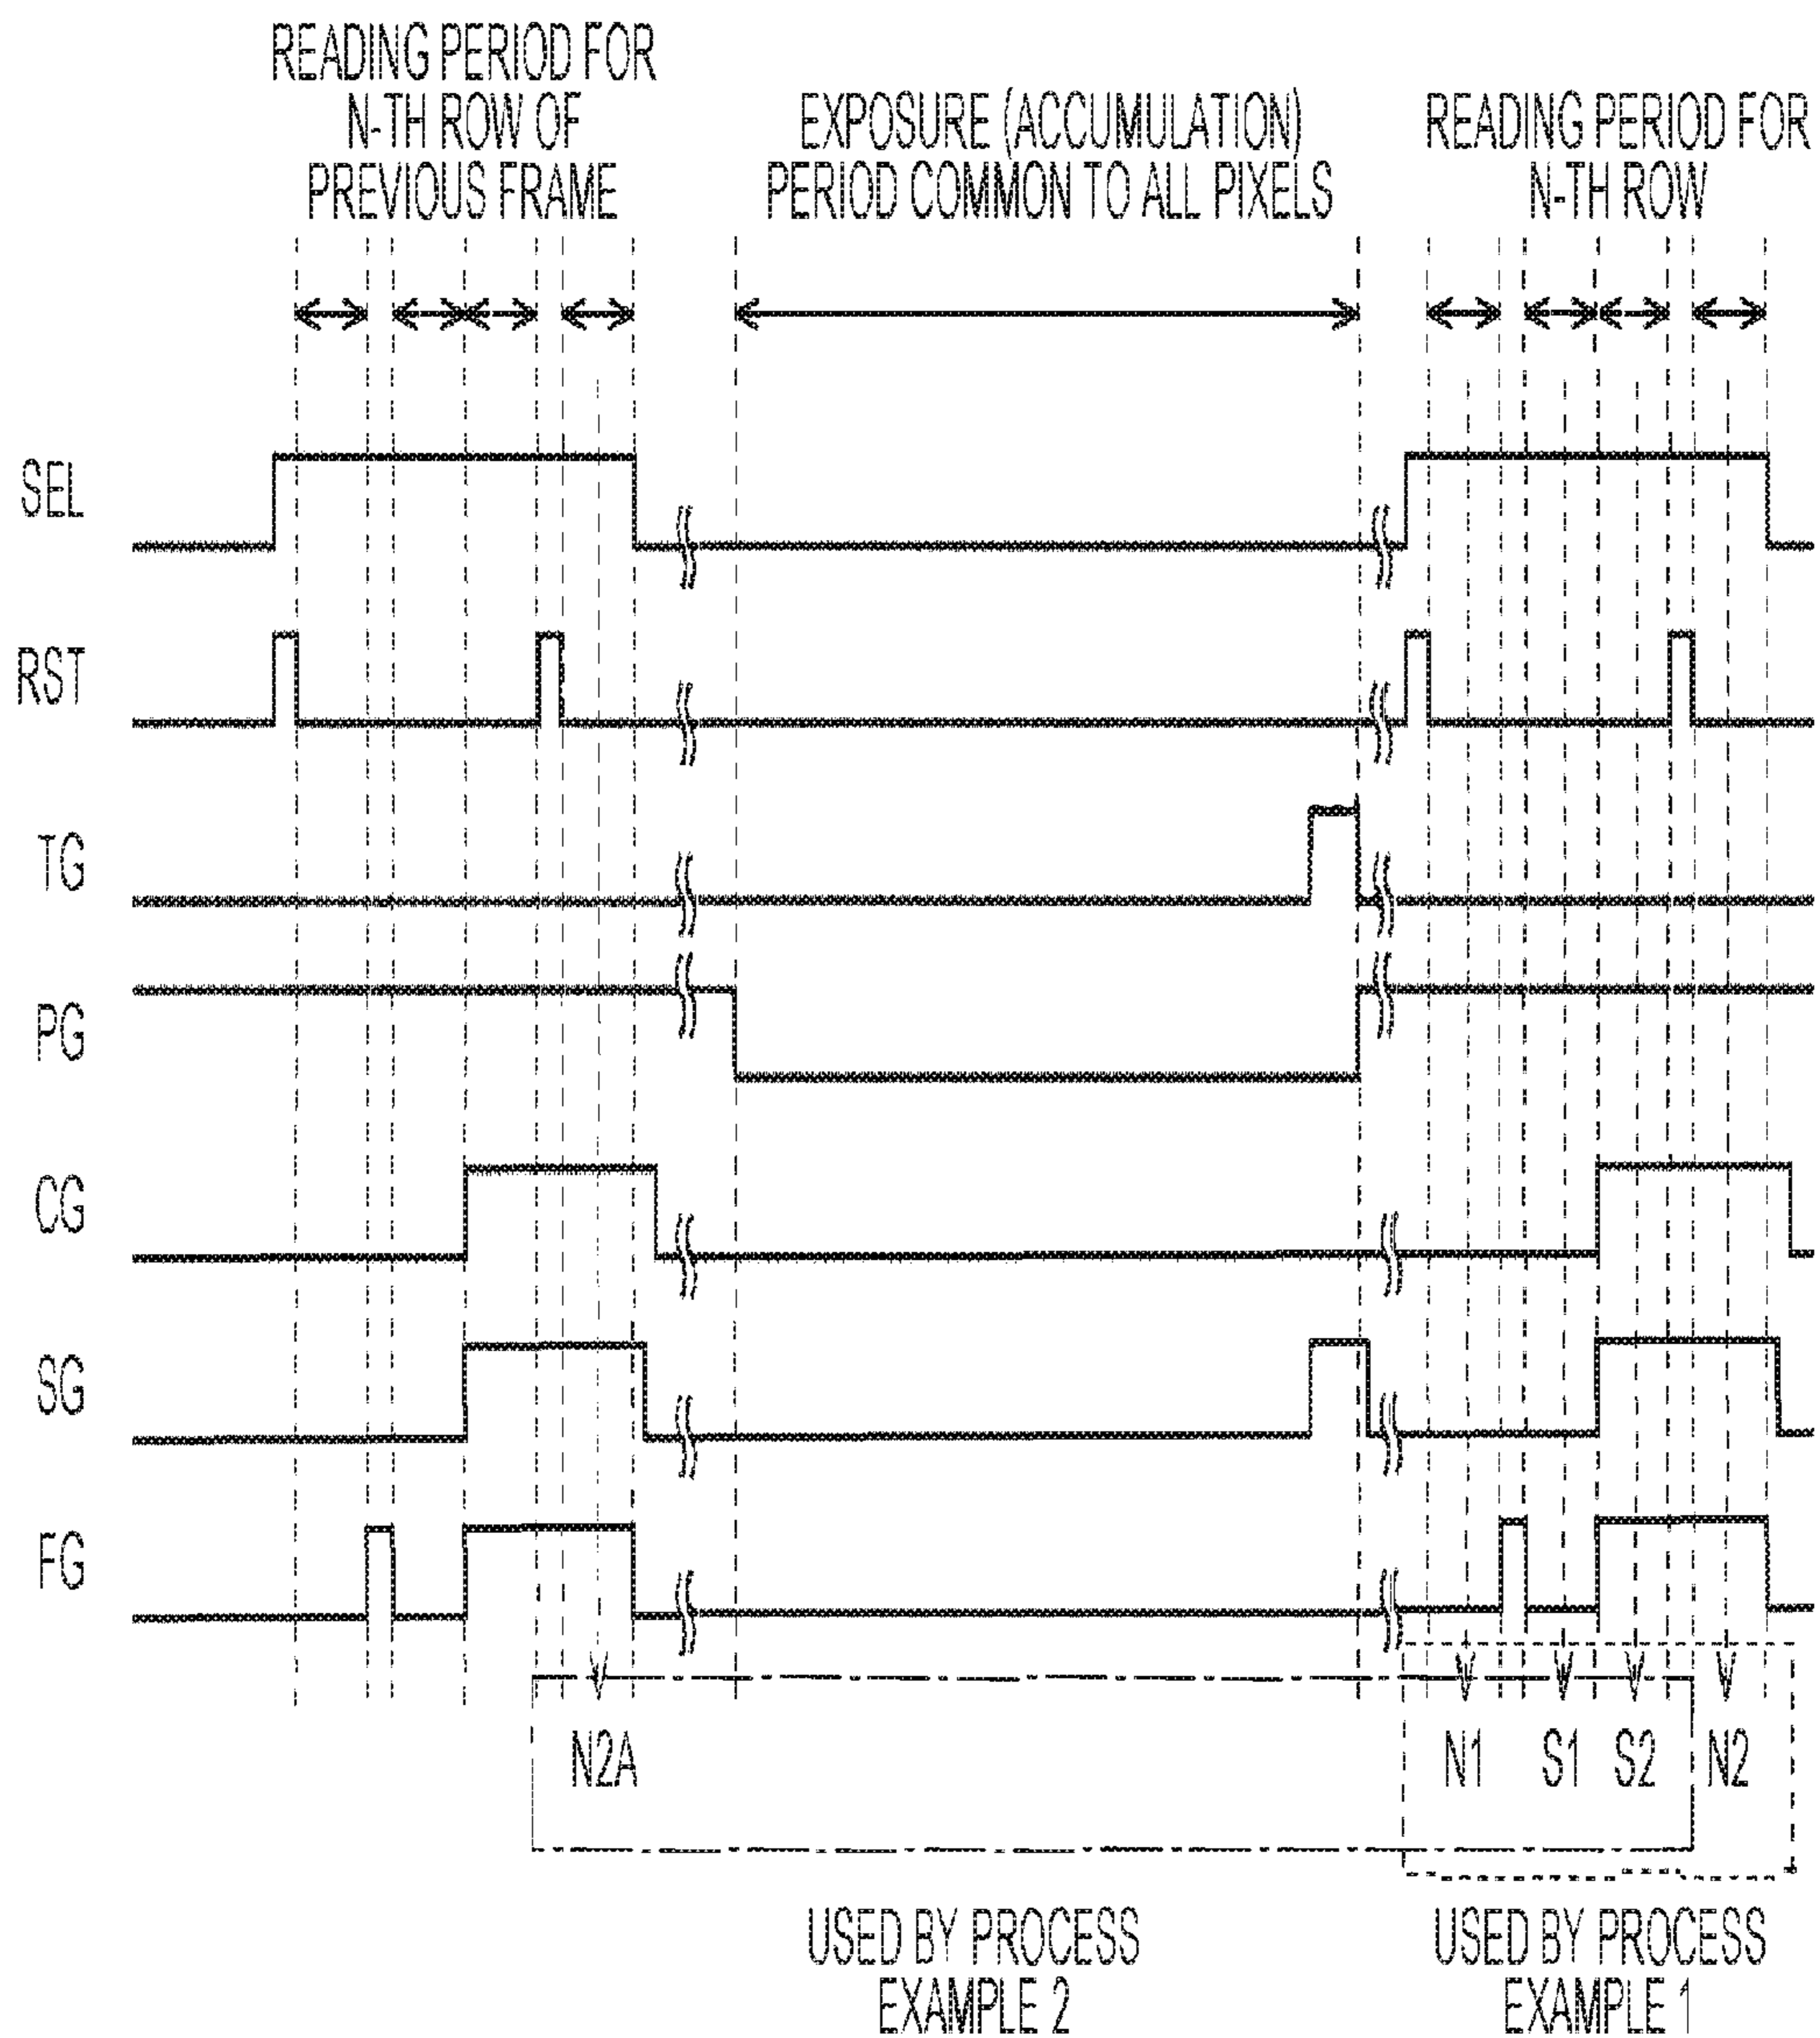 READING PERIOD FOR
N-TH ROW OF
PREVIOUS FRAME
EXPOSURE (ACCUMULATION)
PERIOD COMMON TO ALL PIXELS
READING PERIOD FOR
N-TH ROW
SEL
RST
TG
PG
CG
SG
FG
N2A
N1 S1 S2 N2
USED BY PROCESS
EXAMPLE 2
USED BY PROCESS
EXAMPLE 1